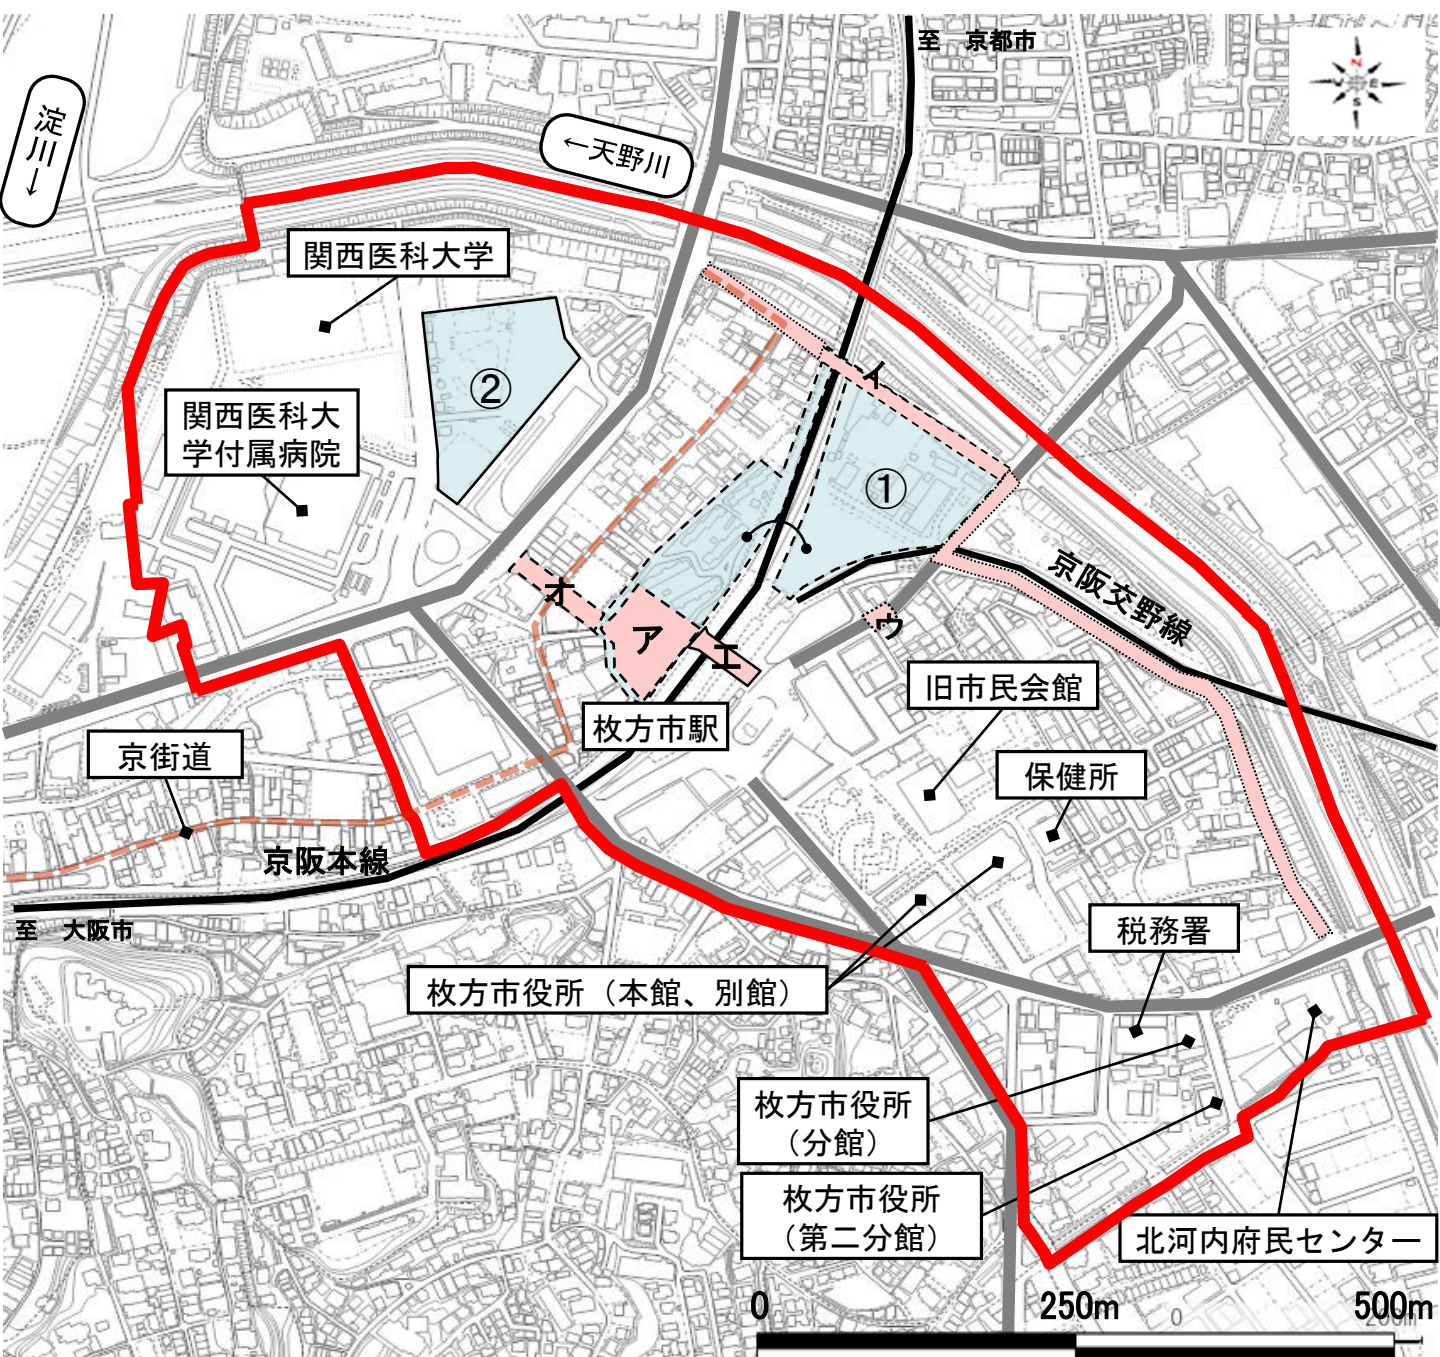 至　京都市
N
W E
S
淀川→
←天野川
関西医科大学
関西医科大
学付属病院
②
イ
①
京阪交野線
オ
ア
ウ
エ
枚方市駅
旧市民会館
京街道
保健所
京阪本線
至　大阪市
税務署
枚方市役所（本館、別館）
枚方市役所
（分館）
枚方市役所
（第二分館）
北河内府民センター
0 250m 500m
0 200m